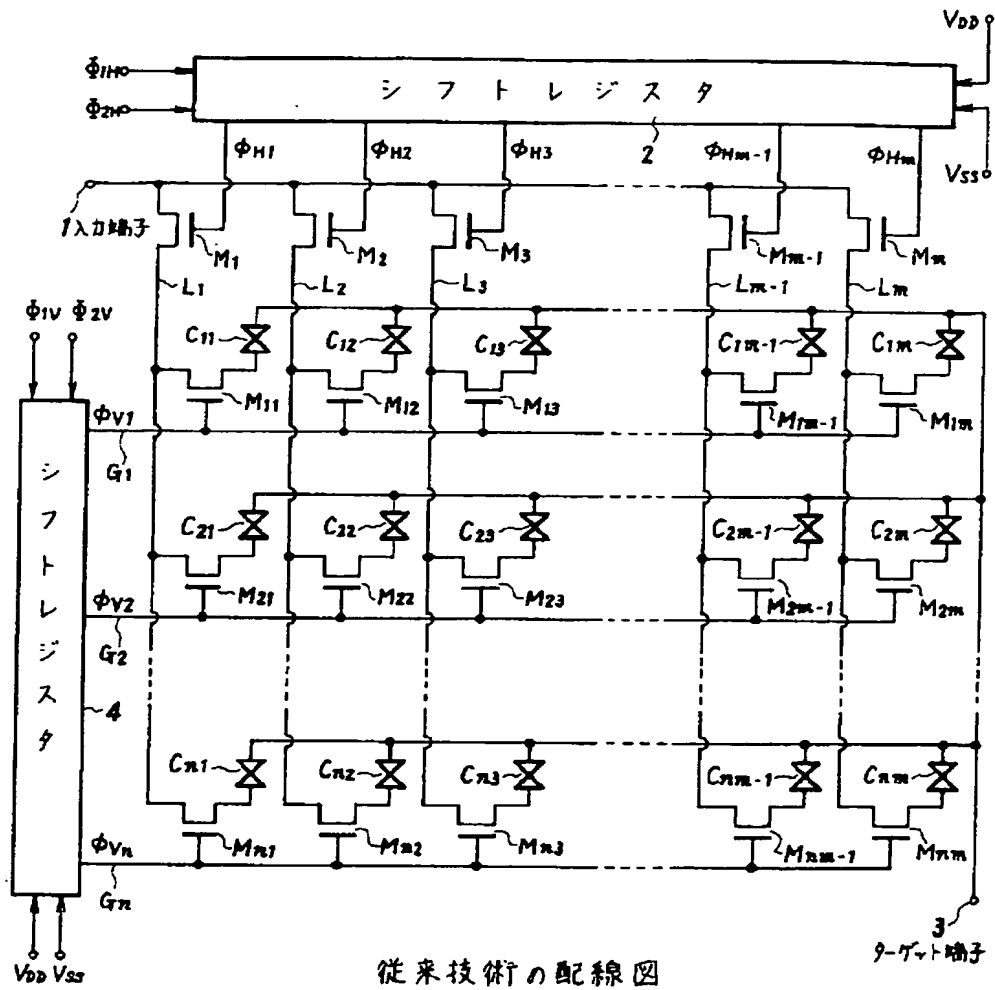 VDD
Φ1H
シフトレジスタ
Φ2H
2
VSS
ΦH1 ΦH2 ΦH3 ΦHm-1 ΦHm
1入力端子
M1 M2 M3 Mm-1 Mm
L1 L2 L3 Lm-1 Lm
Φ1V Φ2V
C11 C12 C13 C1m-1 C1m
M11 M12 M13 M1m-1 M1m
ΦV1
G1
シフトレジスタ
C21 C22 C23 C2m-1 C2m
M21 M22 M23 M2m-1 M2m
ΦV2
G2
4
Cn1 Cn2 Cn3 Cnm-1 Cnm
Mn1 Mn2 Mn3 Mnm-1 Mnm
ΦVn
Gn
3
ターゲット端子
VDD VSS
従来技術の配線図